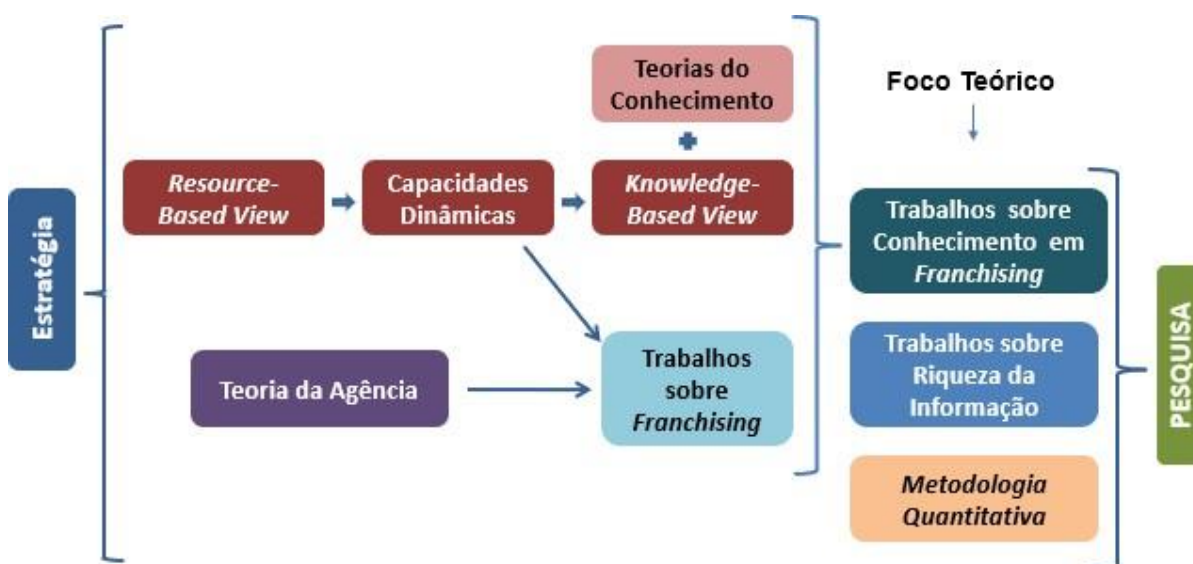 Estratégia
Teorias do
Conhecimento
Resource-
Based View
Capacidades
Dinâmicas
Knowledge-
Based View
Teoria da Agência
Trabalhos
sobre
Franchising
Foco Teórico
Trabalhos sobre
Conhecimento em
Franchising
Trabalhos sobre
Riqueza da
Informação
Metodologia
Quantitativa
PESQUISA